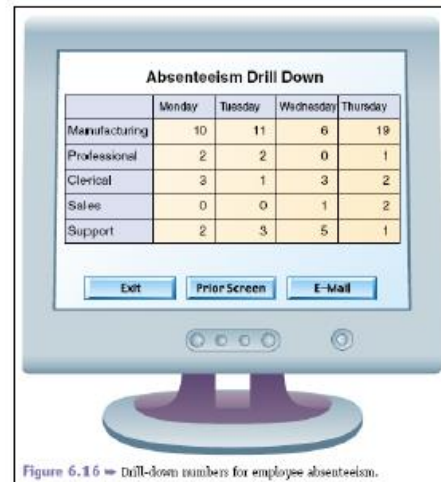 Absenteeism Drill Down
Monday Tuesday Wednesday Thursday
Manufacturing 10 11 6 19
Professional 2 2 0 1
Clerical 3 1 3 2
Sales 0 0 1 2
Support 2 3 5 1
Exit Prior Screen E-Mail
Figure 6.16 ➡ Drill-down numbers for employee absenteeism.